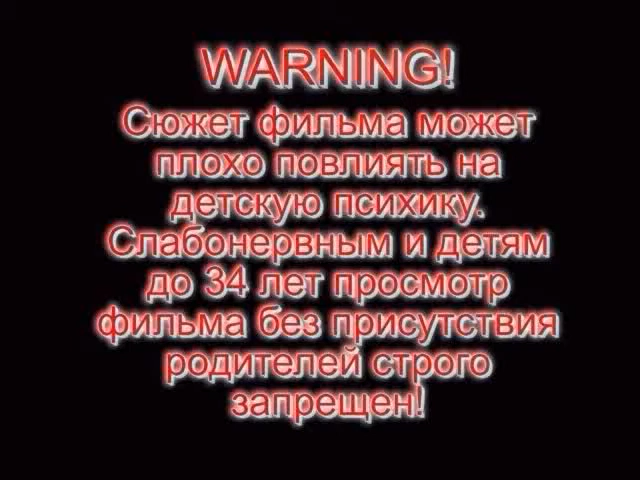 WARNING!
Сюжет фильма может
плохо повлиять на
детскую психику.
Слабонервным и детям
до 34 лет просмотр
фильма без присутствия
родителей строго
запрещен!